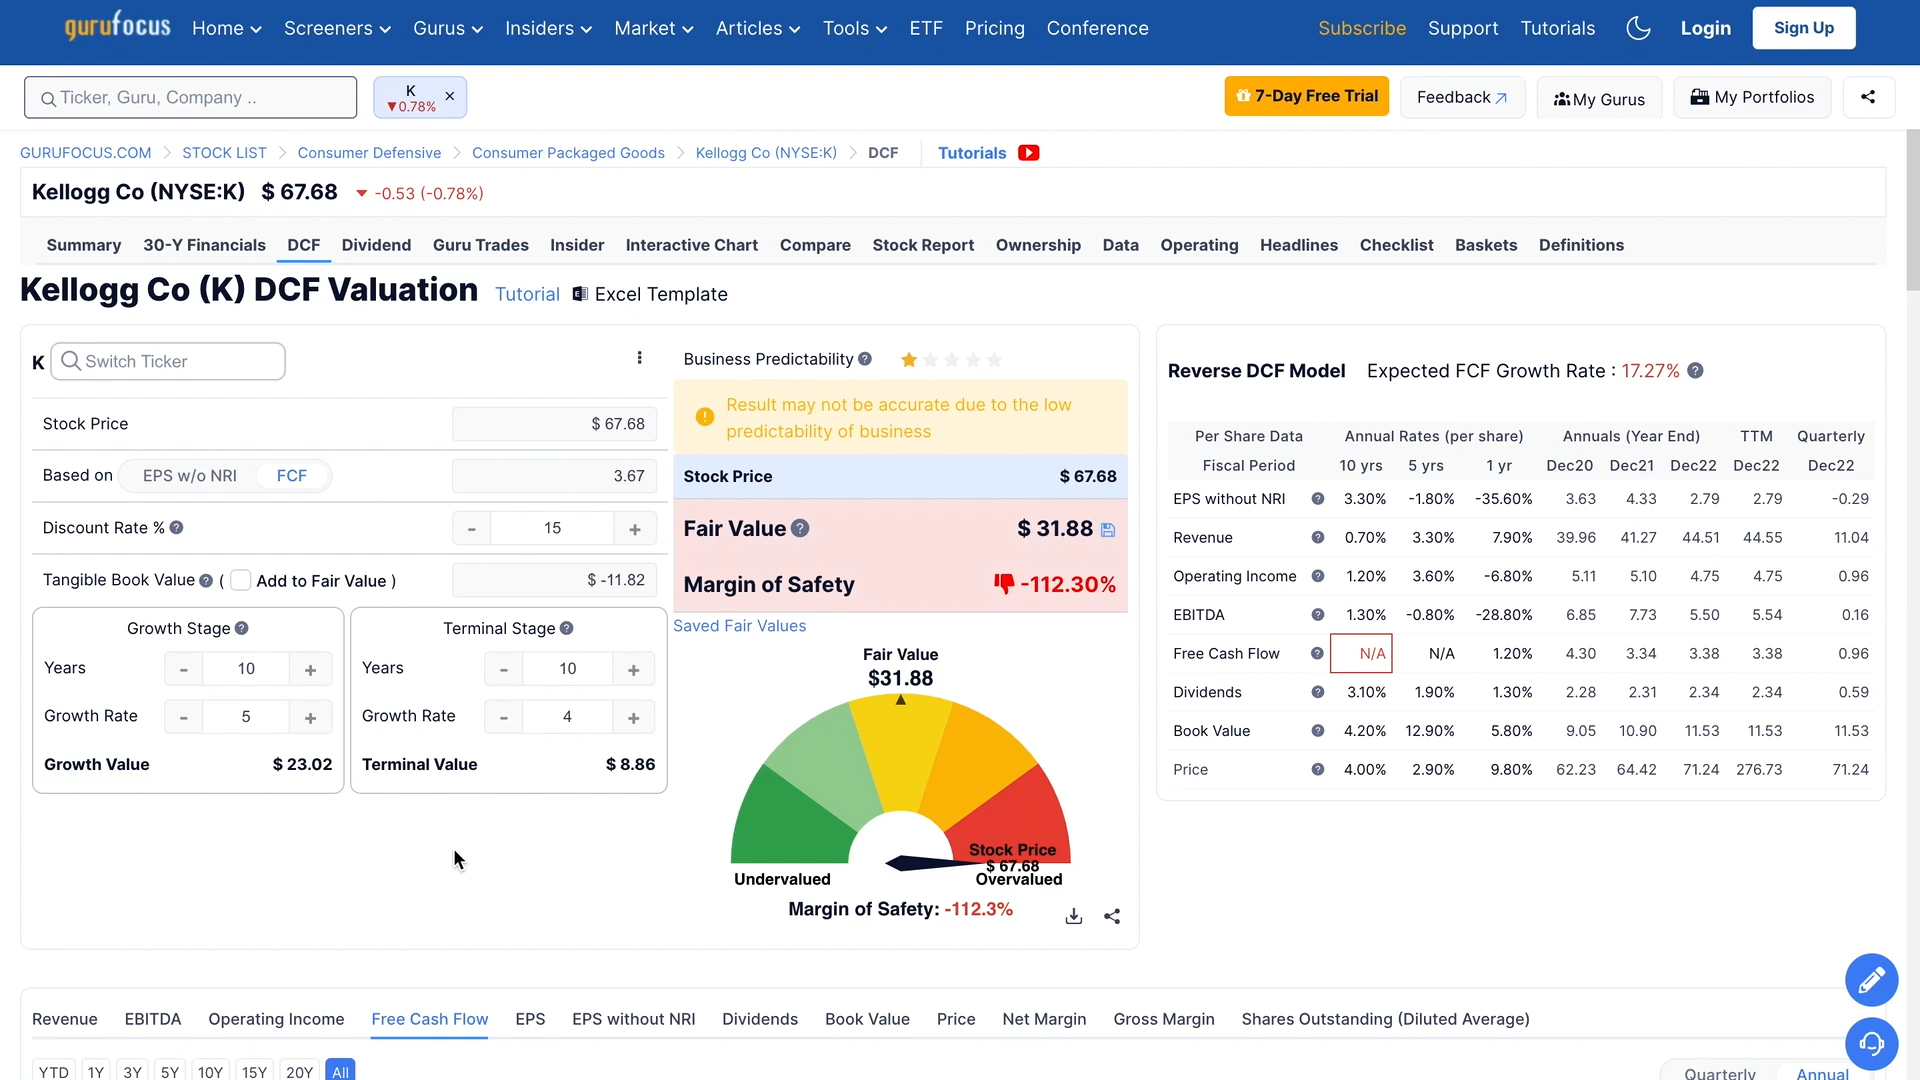 gurufocus Home Screeners Gurus Insiders Market Articles Tools ETF Pricing Conference Subscribe Support Tutorials Login Sign Up
Ticker, Guru, Company ..
K
▼0.78%
×
7-Day Free Trial
Feedback
My Gurus
My Portfolios
GURUFOCUS.COM STOCK LIST Consumer Defensive Consumer Packaged Goods Kellogg Co (NYSE:K) DCF Tutorials
Kellogg Co (NYSE:K) $ 67.68 -0.53 (-0.78%)
Summary 30-Y Financials DCF Dividend Guru Trades Insider Interactive Chart Compare Stock Report Ownership Data Operating Headlines Checklist Baskets Definitions
Kellogg Co (K) DCF Valuation Tutorial Excel Template
K Switch Ticker
Stock Price $ 67.68
Based on EPS w/o NRI FCF 3.67
Discount Rate % - 15 +
Tangible Book Value ( Add to Fair Value ) $ -11.82
Growth Stage
Years - 10 +
Growth Rate - 5 +
Growth Value $ 23.02
Terminal Stage
Years - 10 +
Growth Rate - 4 +
Terminal Value $ 8.86
Business Predictability
Result may not be accurate due to the low
predictability of business
Stock Price $ 67.68
Fair Value $ 31.88
Margin of Safety -112.30%
Saved Fair Values
Fair Value
$31.88
Stock Price
$ 67.68
Undervalued Overvalued
Margin of Safety: -112.3%
Reverse DCF Model Expected FCF Growth Rate : 17.27%
Per Share Data Annual Rates (per share) Annuals (Year End) TTM Quarterly
Fiscal Period 10 yrs 5 yrs 1 yr Dec20 Dec21 Dec22 Dec22 Dec22
EPS without NRI 3.30% -1.80% -35.60% 3.63 4.33 2.79 2.79 -0.29
Revenue 0.70% 3.30% 7.90% 39.96 41.27 44.51 44.55 11.04
Operating Income 1.20% 3.60% -6.80% 5.11 5.10 4.75 4.75 0.96
EBITDA 1.30% -0.80% -28.80% 6.85 7.73 5.50 5.54 0.16
Free Cash Flow N/A N/A 1.20% 4.30 3.34 3.38 3.38 0.96
Dividends 3.10% 1.90% 1.30% 2.28 2.31 2.34 2.34 0.59
Book Value 4.20% 12.90% 5.80% 9.05 10.90 11.53 11.53 11.53
Price 4.00% 2.90% 9.80% 62.23 64.42 71.24 276.73 71.24
Revenue EBITDA Operating Income Free Cash Flow EPS EPS without NRI Dividends Book Value Price Net Margin Gross Margin Shares Outstanding (Diluted Average)
YTD 1Y 3Y 5Y 10Y 15Y 20Y All Quarterly Annual